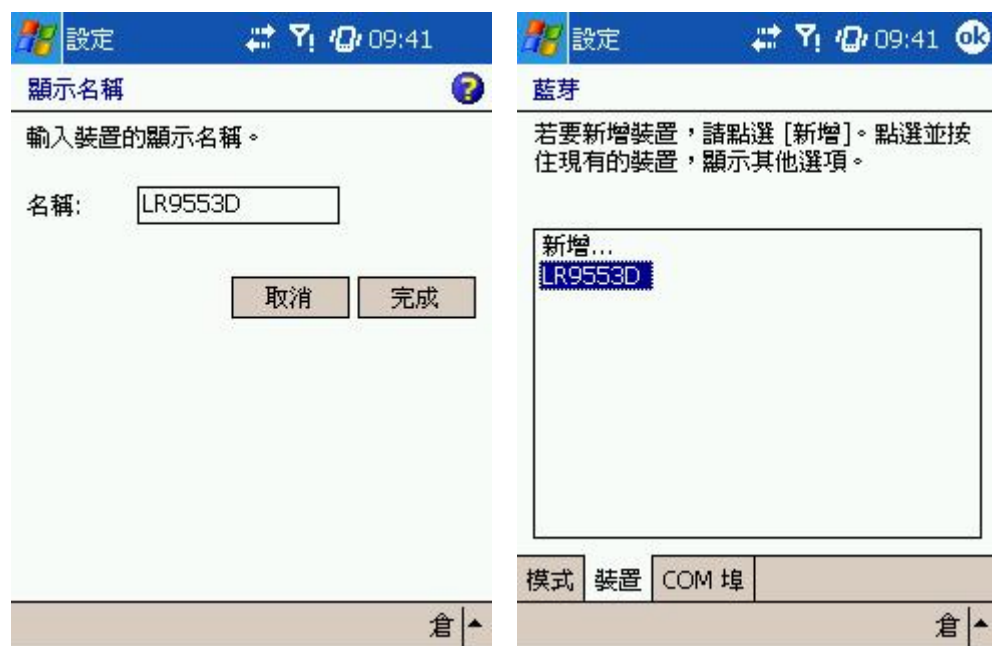 設定
09:41
顯示名稱
輸入裝置的顯示名稱。
名稱:
LR9553D
取消
完成
倉
設定
09:41
ok
藍芽
若要新增裝置，請點選 [新增]。點選並按
住現有的裝置，顯示其他選項。
新增...
LR9553D
模式
裝置
COM 埠
倉